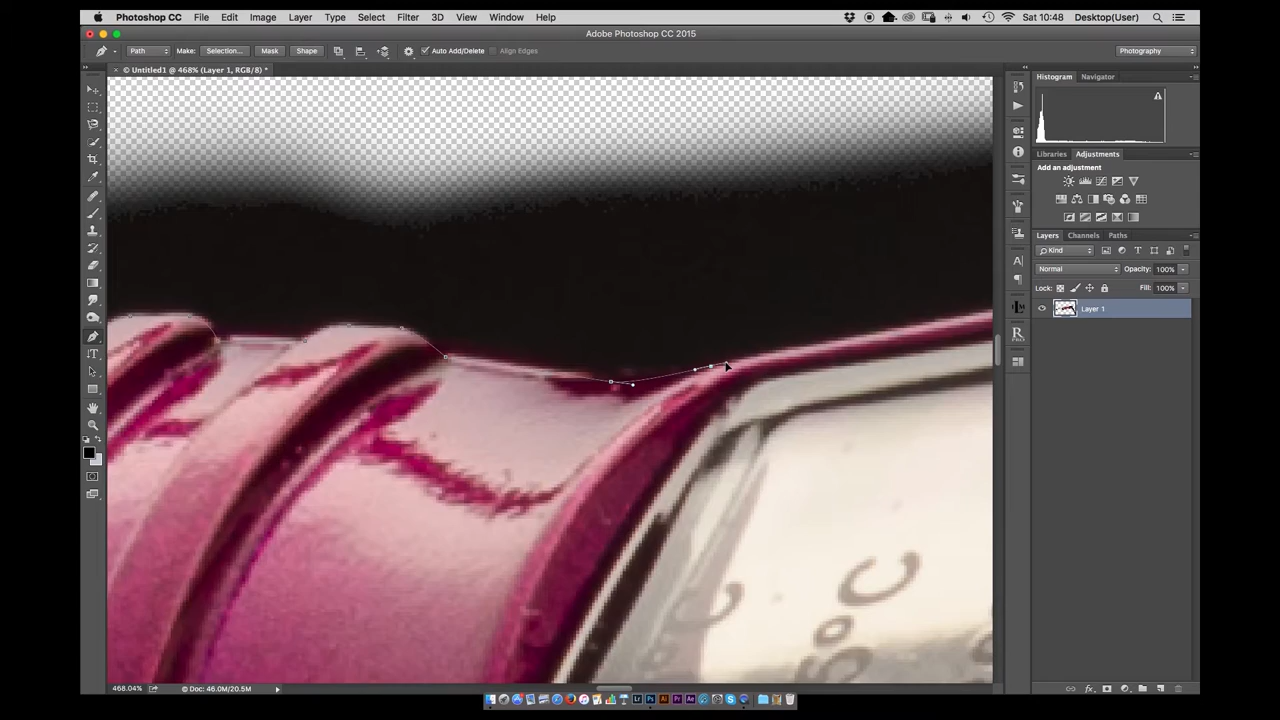 Photoshop CC File Edit Image Layer Type Select Filter 3D View Window Help Sat 10:48 Desktop(User)
Adobe Photoshop CC 2015
Path Make: Selection... Mask Shape Auto Add/Delete Align Edges Photography
× © Untitled1 @ 468% (Layer 1, RGB/8) *
Histogram Navigator
Libraries Adjustments
Add an adjustment
Layers Channels Paths
Kind
Normal Opacity: 100%
Lock: Fill: 100%
Layer 1
468.04% © Doc: 46.0M/20.5M